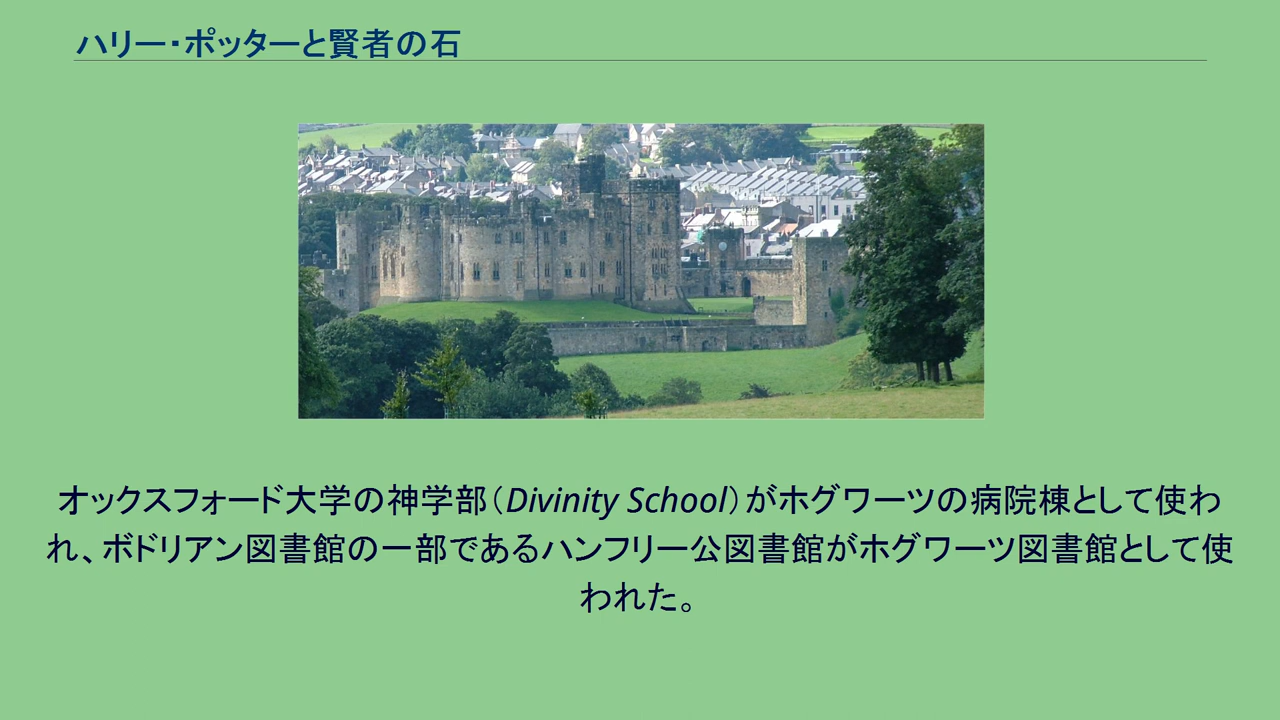 ハリー・ポッターと賢者の石
オックスフォード大学の神学部（Divinity School）がホグワーツの病院棟として使わ
れ、ボドリアン図書館の一部であるハンフリー公図書館がホグワーツ図書館として使
われた。